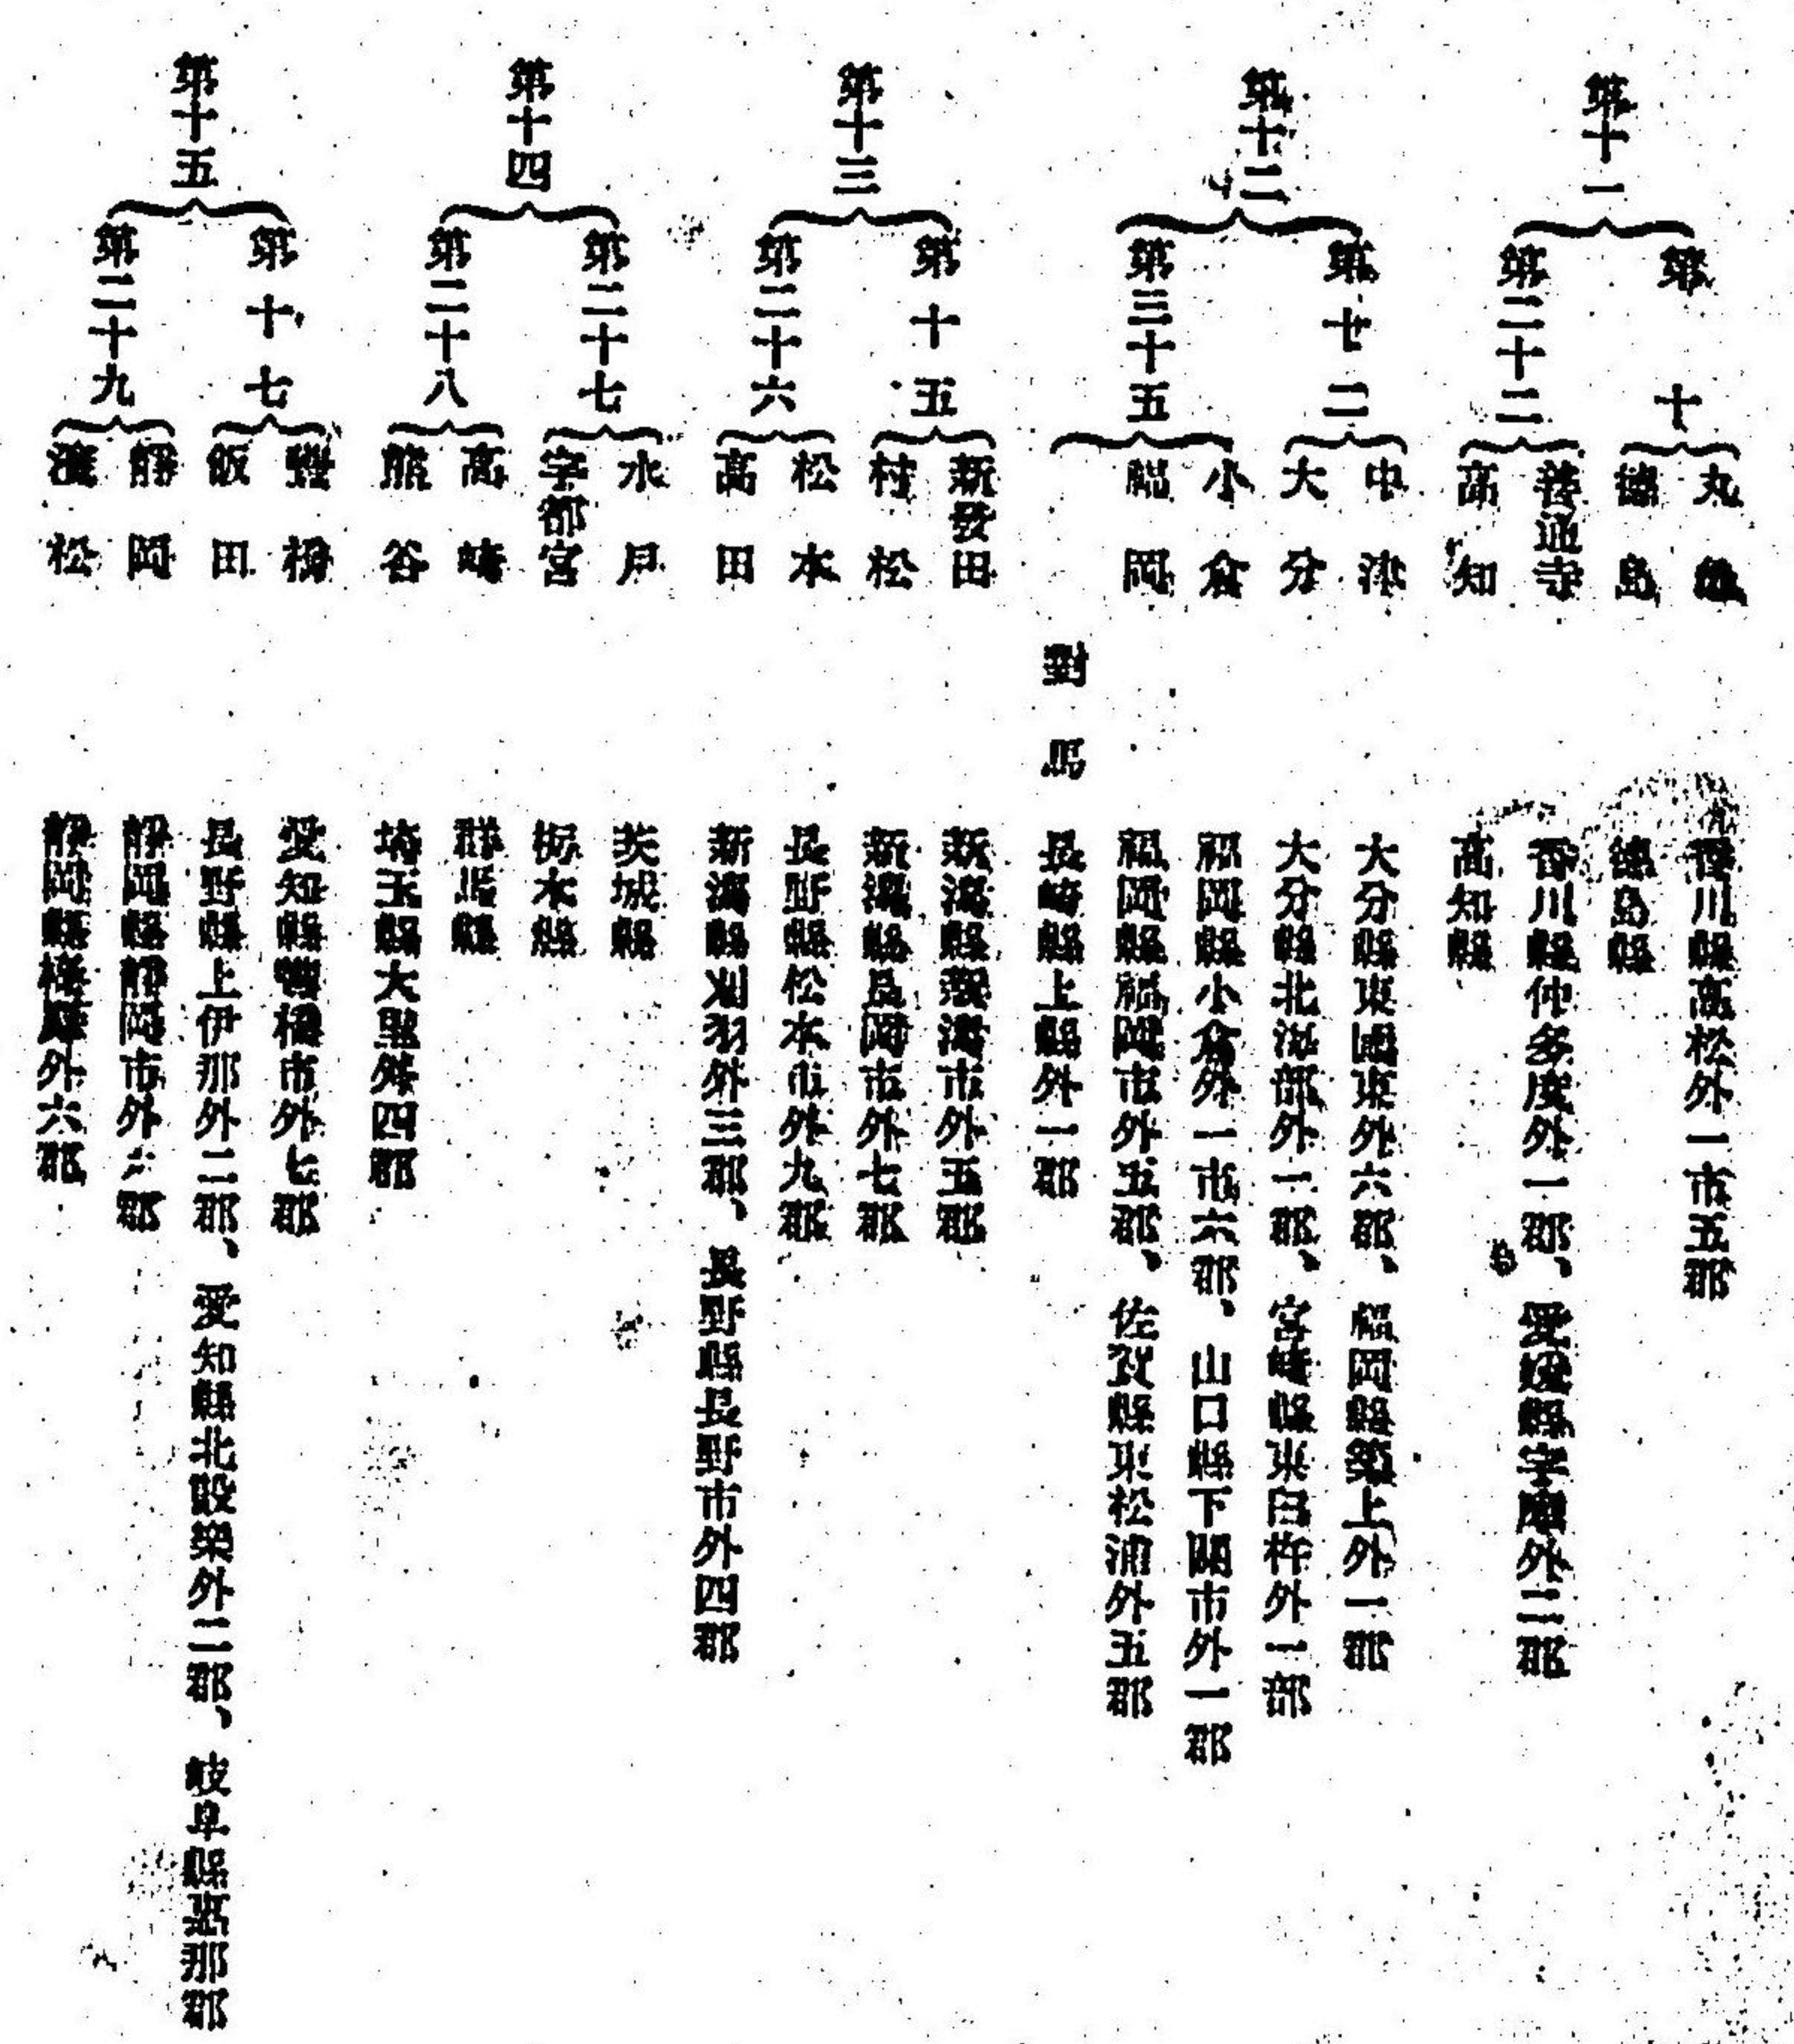 第十一
第十
丸龜 香川縣高松外一市五郡
德島 德島縣
第二十二
善通寺 香川縣仲多度外一郡、愛媛縣宇摩外二郡
高知 高知縣
第十二
第十二
中津 大分縣東國東外六郡、福岡縣築上外一郡
大分 大分縣北海部外一郡、宮崎縣東臼杵外一部
第三十五
小倉 福岡縣小倉外一市六郡、山口縣下關市外一郡
福岡 福岡縣福岡市外五郡、佐賀縣東松浦外五郡
對馬 長崎縣上縣外一郡
第十三
第十五
新發田 新潟縣新潟市外五郡
村松 新潟縣長岡市外七郡
第二十六
松本 長野縣松本市外九郡
高田 新潟縣刈羽外三郡、長野縣長野市外四郡
第十四
第二十七
水戶 茨城縣
宇都宮 栃木縣
第二十八
高崎 群馬縣
熊谷 埼玉縣大里外四郡
第十五
第十七
豐橋 愛知縣豐橋市外七郡
飯田 長野縣上伊那外二郡、愛知縣北設樂外二郡、岐阜縣惠那郡
第二十九
靜岡 靜岡縣靜岡市外 郡
濱松 靜岡縣榛原外六郡